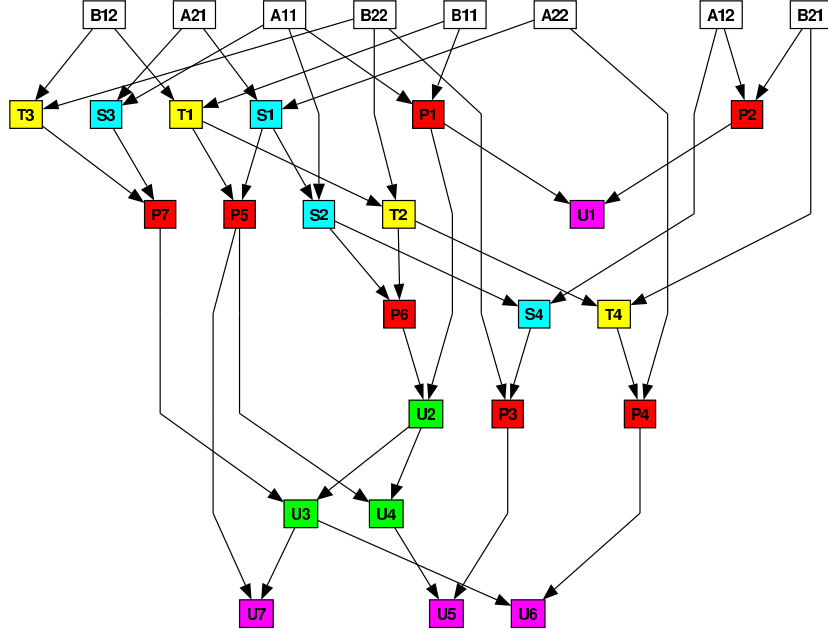 B12 A21 A11 B22 B11 A22 A12 B21
T3 S3 T1 S1 P1 P2
P7 P5 S2 T2 U1
P6 S4 T4
U2 P3 P4
U3 U4
U7 U5 U6